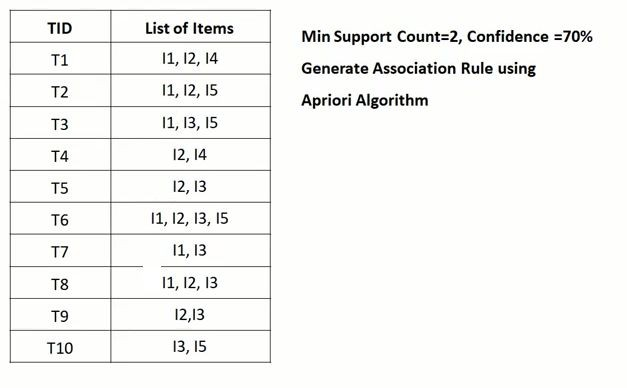 TID List of Items
T1 I1, I2, I4
T2 I1, I2, I5
T3 I1, I3, I5
T4 I2, I4
T5 I2, I3
T6 I1, I2, I3, I5
T7 I1, I3
T8 I1, I2, I3
T9 I2,I3
T10 I3, I5
Min Support Count=2, Confidence =70%
Generate Association Rule using
Apriori Algorithm